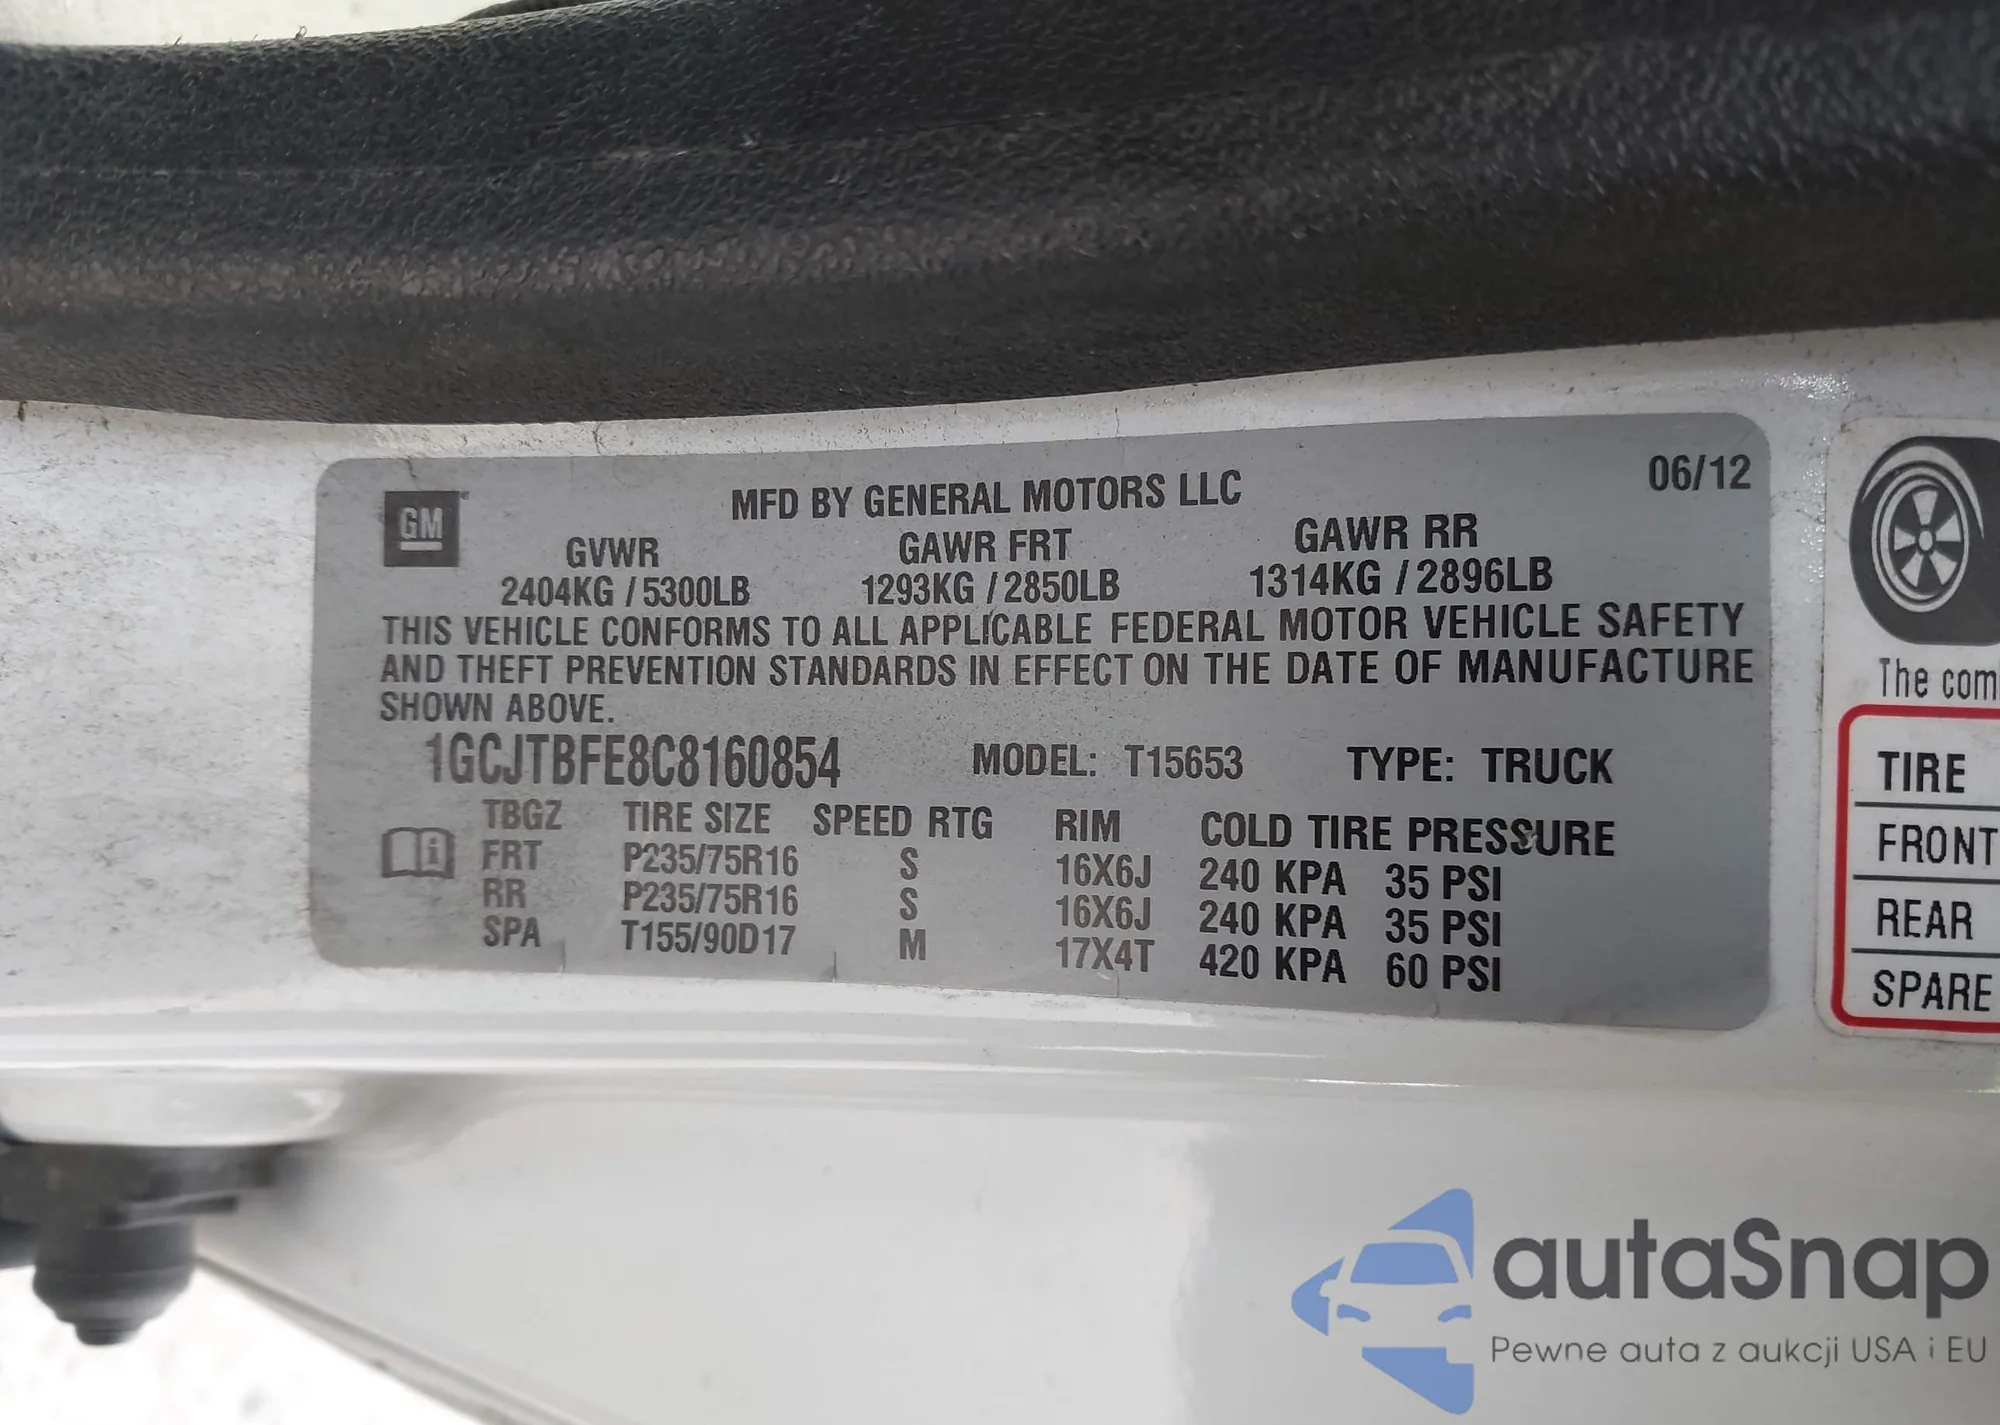 06/12
GM
MFD BY GENERAL MOTORS LLC
GVWR GAWR FRT GAWR RR
2404KG / 5300LB 1293KG / 2850LB 1314KG / 2896LB
THIS VEHICLE CONFORMS TO ALL APPLICABLE FEDERAL MOTOR VEHICLE SAFETY
AND THEFT PREVENTION STANDARDS IN EFFECT ON THE DATE OF MANUFACTURE
SHOWN ABOVE.
1GCJTBFE8C8160854 MODEL: T15653 TYPE: TRUCK
TBGZ TIRE SIZE SPEED RTG RIM COLD TIRE PRESSURE
FRT P235/75R16 S 16X6J 240 KPA 35 PSI
RR P235/75R16 S 16X6J 240 KPA 35 PSI
SPA T155/90D17 M 17X4T 420 KPA 60 PSI
The com
TIRE
FRONT
REAR
SPARE
autaSnap
Pewne auta z aukcji USA i EU